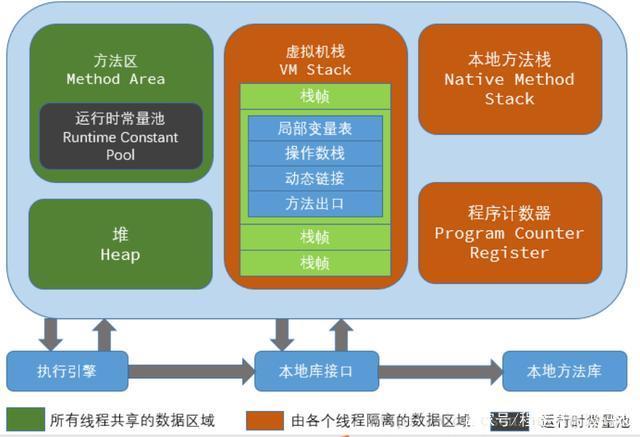 方法区
Method Area
运行时常量池
Runtime Constant
Pool
堆
Heap
虚拟机栈
VM Stack
栈帧
局部变量表
操作数栈
动态链接
方法出口
栈帧
栈帧
本地方法栈
Native Method
Stack
程序计数器
Program Counter
Register
执行引擎
本地库接口
本地方法库
所有线程共享的数据区域
由各个线程隔离的数据区域
运行时常量池